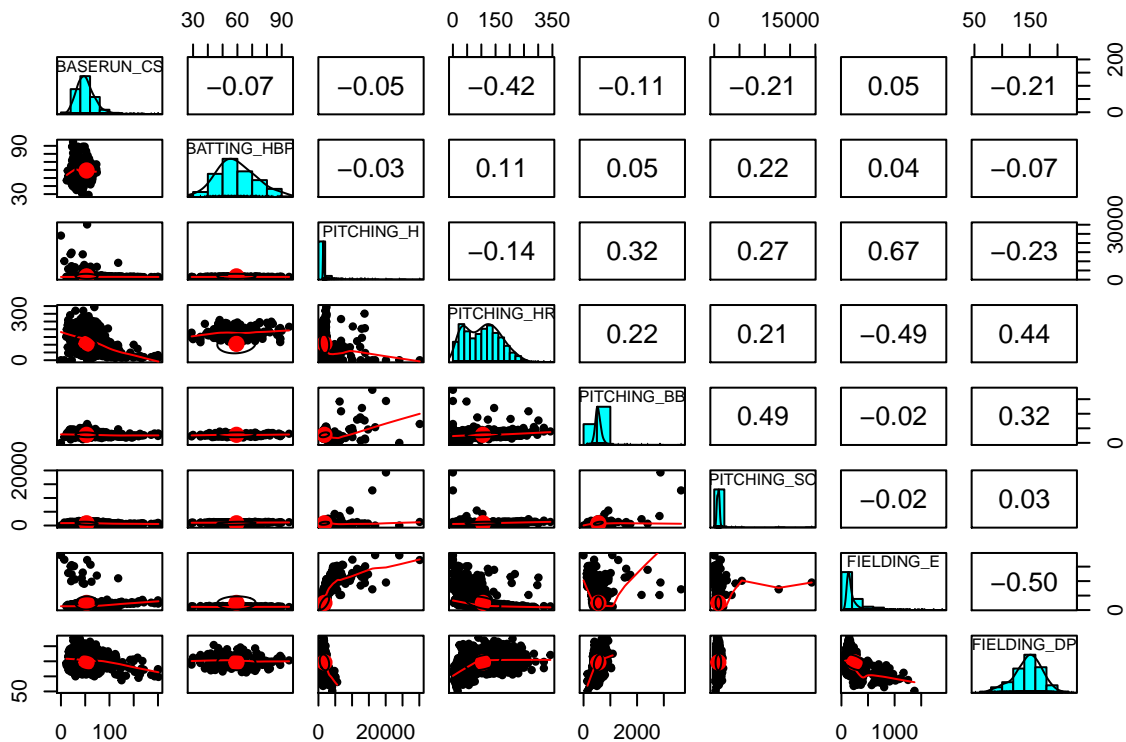 30 60 90 0 150 350 0 15000 50 150
BASERUN_CS −0.07 −0.05 −0.42 −0.11 −0.21 0.05 −0.21 0 200
30 90 BATTING_HBP −0.03 0.11 0.05 0.22 0.04 −0.07
PITCHING_H −0.14 0.32 0.27 0.67 −0.23 0 30000
0 300 PITCHING_HR 0.22 0.21 −0.49 0.44
PITCHING_BB 0.49 −0.02 0.32 0
0 20000 PITCHING_SO −0.02 0.03
FIELDING_E −0.50 0
50 FIELDING_DP
0 100 0 20000 0 2000 0 1000